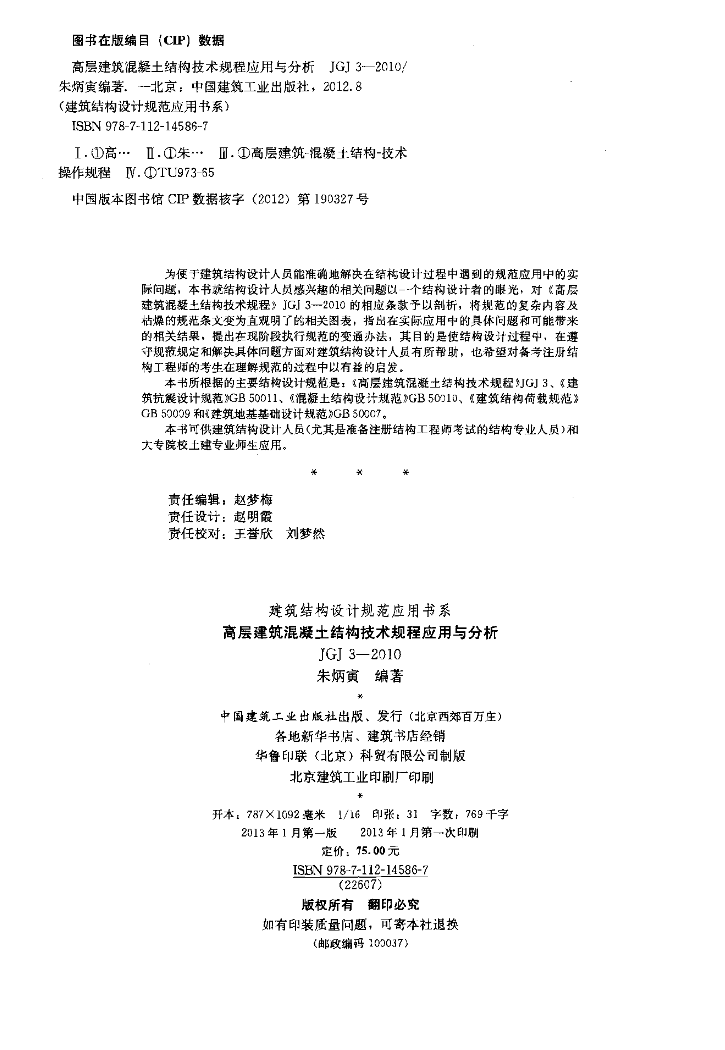 图书在版编目（CIP）数据
高层建筑混凝土结构技术规程应用与分析 JGJ 3—2010/
朱炳寅编著. —北京：中国建筑工业出版社，2012.8
（建筑结构设计规范应用书系）
ISBN 978-7-112-14586-7
Ⅰ.①高… Ⅱ.①朱… Ⅲ.①高层建筑-混凝土结构-技术
操作规程 Ⅳ.①TU973-65
中国版本图书馆 CIP 数据核字（2012）第 190327 号
为便于建筑结构设计人员能准确地解决在结构设计过程中遇到的规范应用中的实
际问题，本书就结构设计人员感兴趣的相关问题以一个结构设计者的眼光，对《高层
建筑混凝土结构技术规程》JGJ 3—2010 的相应条款予以剖析，将规范的复杂内容及
枯燥的规范条文变为直观明了的相关图表，指出在实际应用中的具体问题和可能带来
的相关结果，提出在现阶段执行规范的变通办法，其目的是使结构设计过程中，在遵
守规范规定和解决具体问题方面对建筑结构设计人员有所帮助，也希望对备考注册结
构工程师的考生在理解规范的过程中以有益的启发。
本书所根据的主要结构设计规范是：《高层建筑混凝土结构技术规程》JGJ 3、《建
筑抗震设计规范》GB 50011、《混凝土结构设计规范》GB 50010、《建筑结构荷载规范》
GB 50009 和《建筑地基基础设计规范》GB 50007。
本书可供建筑结构设计人员（尤其是准备注册结构工程师考试的结构专业人员）和
大专院校土建专业师生应用。
* * *
责任编辑：赵梦梅
责任设计：赵明霞
责任校对：王誉欣 刘梦然
建筑结构设计规范应用书系
高层建筑混凝土结构技术规程应用与分析
JGJ 3—2010
朱炳寅 编著
*
中国建筑工业出版社出版、发行（北京西郊百万庄）
各地新华书店、建筑书店经销
华鲁印联（北京）科贸有限公司制版
北京建筑工业印刷厂印刷
*
开本：787×1092 毫米 1/16 印张：31 字数：769 千字
2013 年 1 月第一版 2013 年 1 月第一次印刷
定价：75.00 元
ISBN 978-7-112-14586-7
（22607）
版权所有 翻印必究
如有印装质量问题，可寄本社退换
（邮政编码 100037）